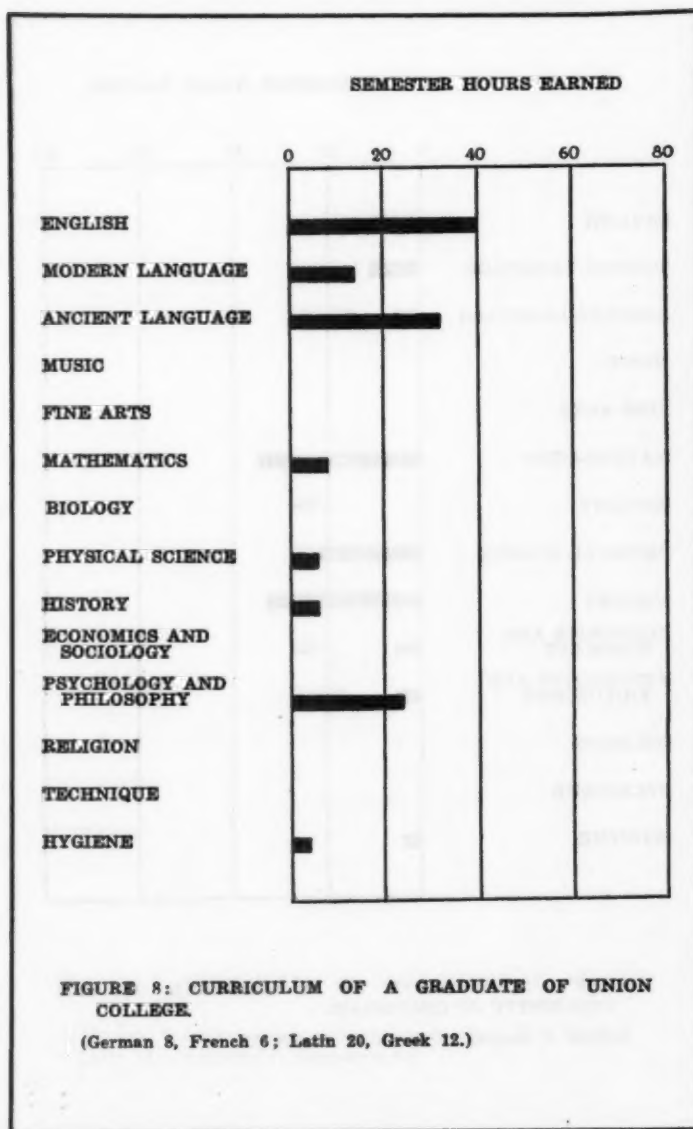 SEMESTER HOURS EARNED
0 20 40 60 80
ENGLISH
MODERN LANGUAGE
ANCIENT LANGUAGE
MUSIC
FINE ARTS
MATHEMATICS
BIOLOGY
PHYSICAL SCIENCE
HISTORY
ECONOMICS AND
SOCIOLOGY
PSYCHOLOGY AND
PHILOSOPHY
RELIGION
TECHNIQUE
HYGIENE
FIGURE 8: CURRICULUM OF A GRADUATE OF UNION
COLLEGE.
(German 8, French 6; Latin 20, Greek 12.)